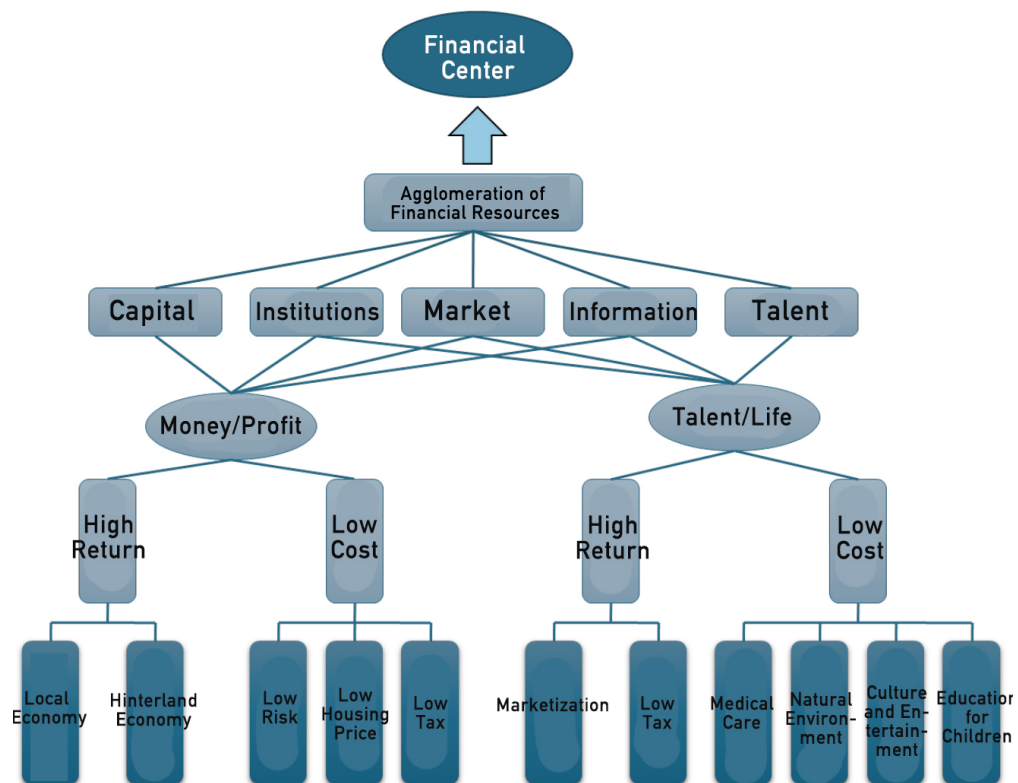 Financial
Center
Agglomeration of
Financial Resources
Capital
Institutions
Market
Information
Talent
Money/Profit
Talent/Life
High
Return
Low
Cost
High
Return
Low
Cost
Local
Economy
Hinterland
Economy
Low
Risk
Low
Housing
Price
Low
Tax
Marketization
Low
Tax
Medical
Care
Natural
Environ-
ment
Culture
and En-
tertain-
ment
Education
for
Children